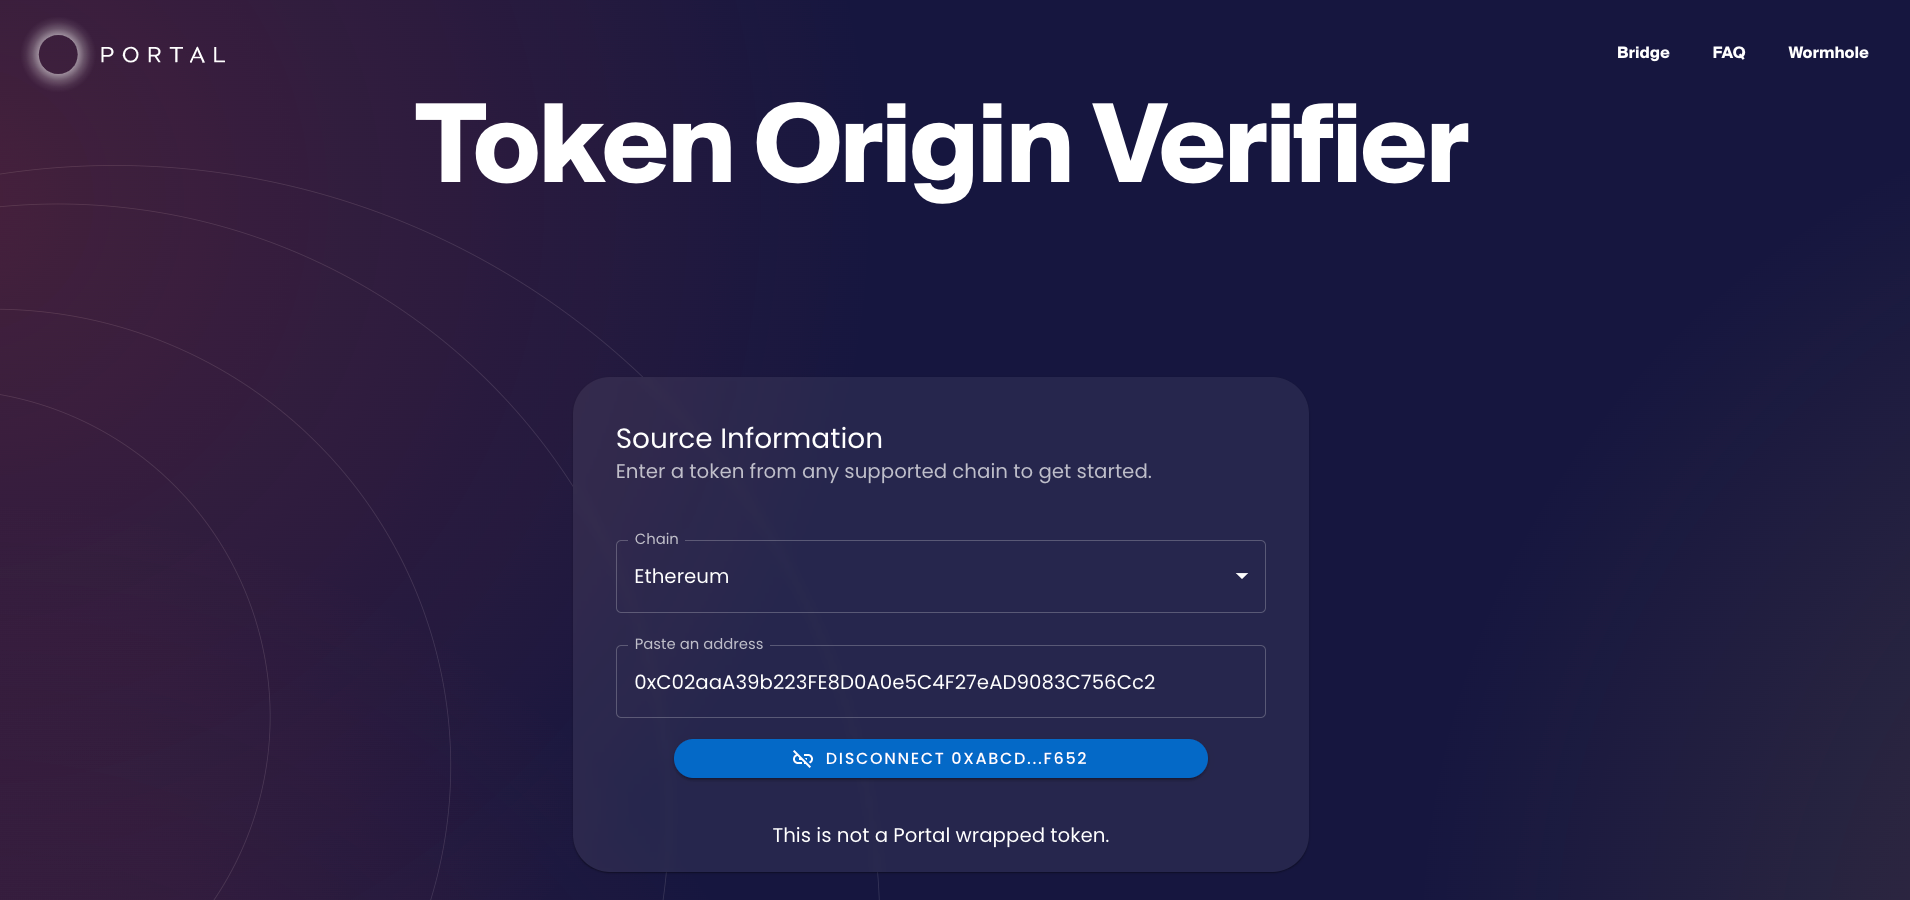 PORTAL
Bridge
FAQ
Wormhole
Token Origin Verifier
Source Information
Enter a token from any supported chain to get started.
Chain
Ethereum
Paste an address
0xC02aaA39b223FE8D0A0e5C4F27eAD9083C756Cc2
DISCONNECT 0XABCD...F652
This is not a Portal wrapped token.